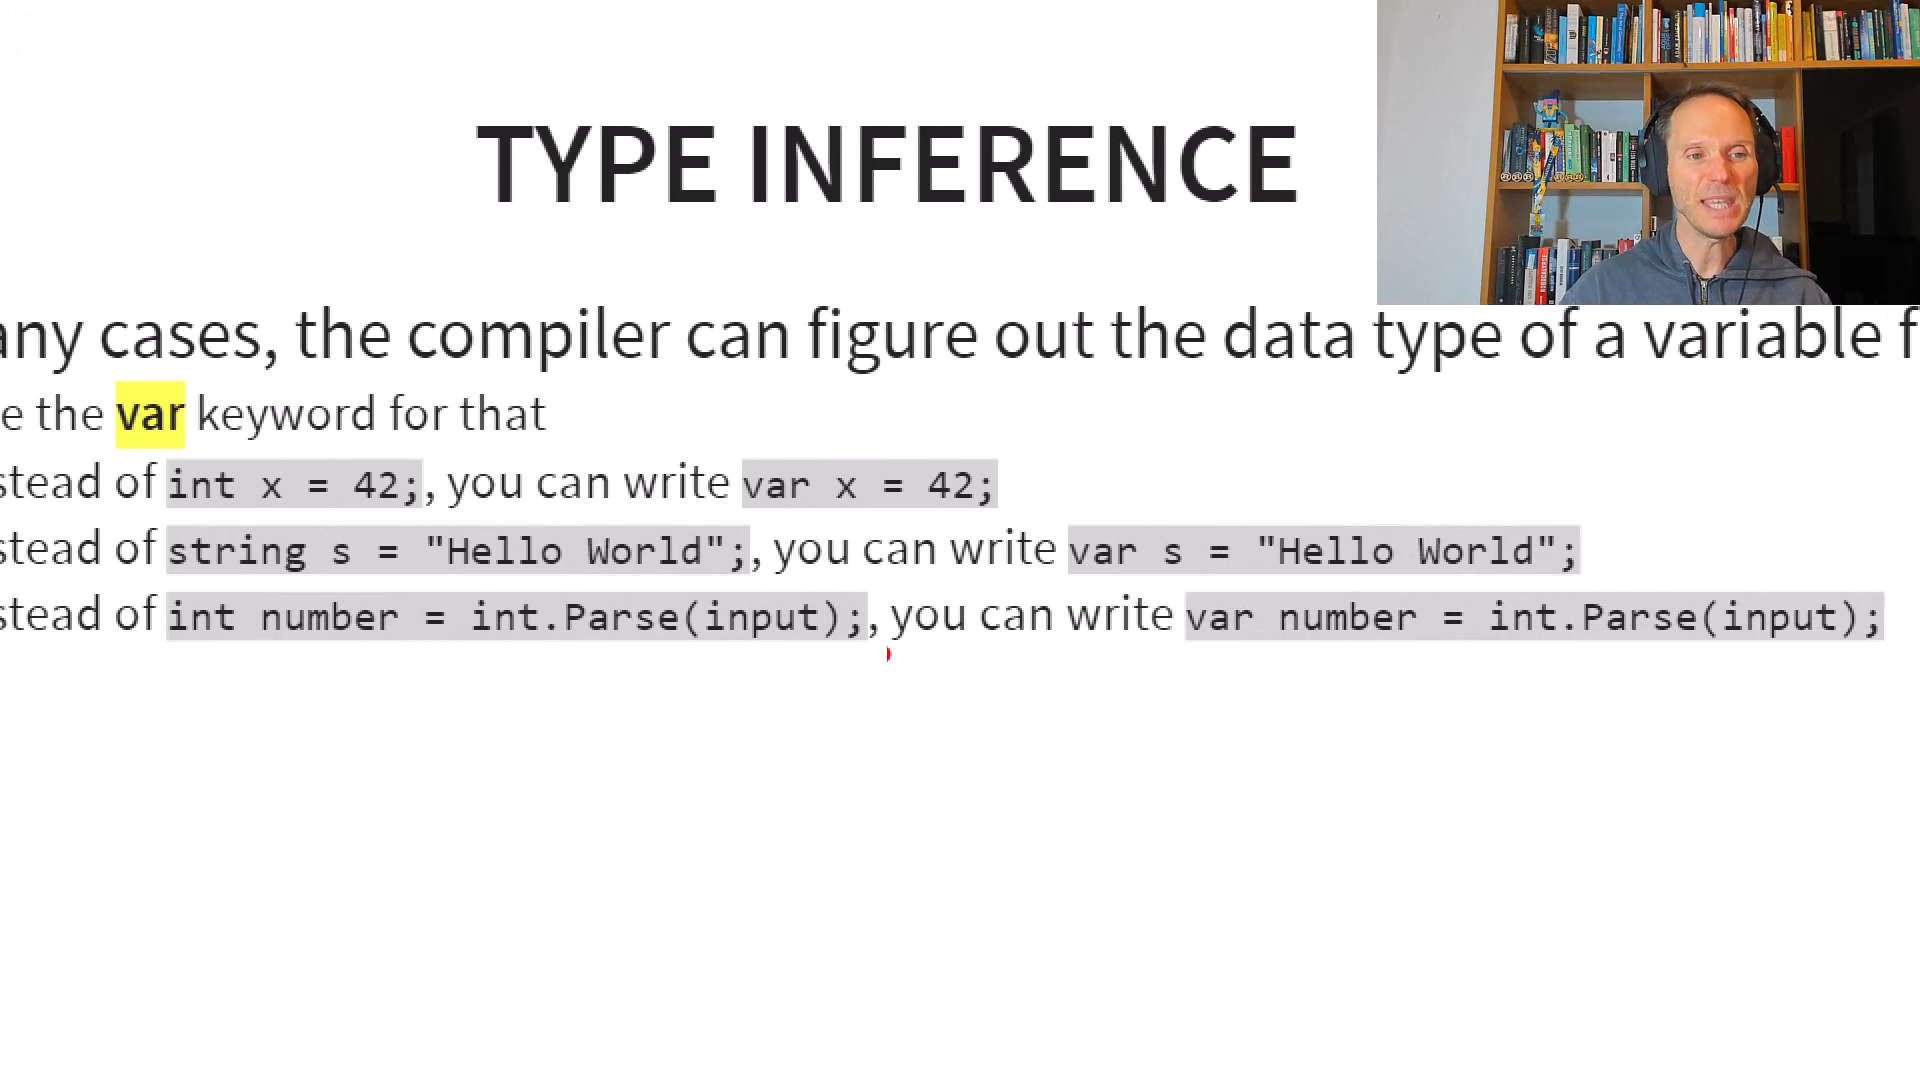 TYPE INFERENCE
any cases, the compiler can figure out the data type of a variable f
e the var keyword for that
stead of int x = 42;, you can write var x = 42;
stead of string s = "Hello World";, you can write var s = "Hello World";
stead of int number = int.Parse(input);, you can write var number = int.Parse(input);